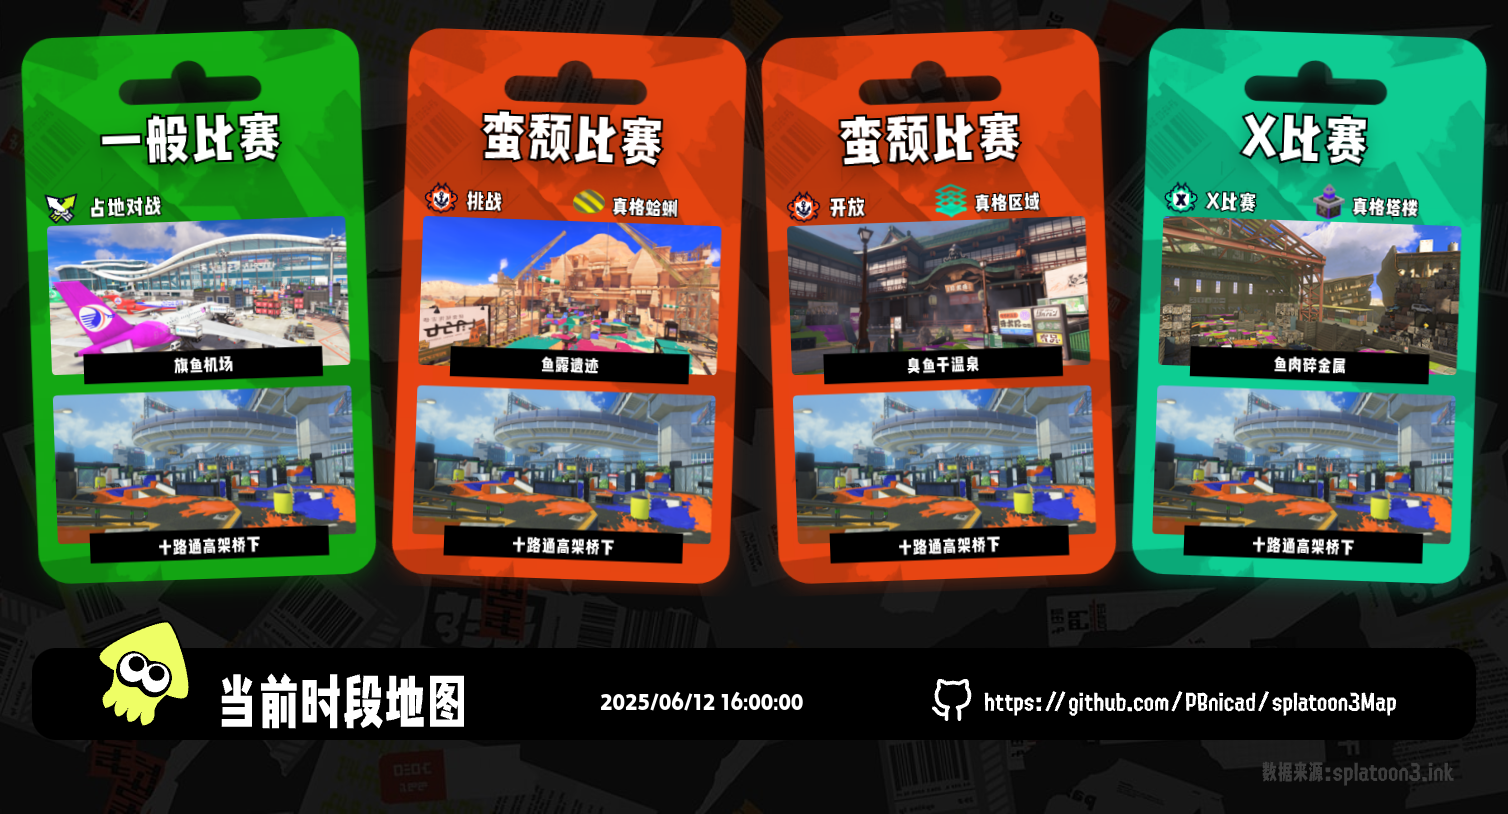 一般比赛
占地对战
旗鱼机场
十路通高架桥下
蛮颓比赛
挑战
真格蛤蜊
鱼露遗迹
十路通高架桥下
蛮颓比赛
开放
真格区域
臭鱼干温泉
十路通高架桥下
X比赛
X比赛
真格塔楼
鱼肉碎金属
十路通高架桥下
当前时段地图
2025/06/12 16:00:00
https://github.com/PBnicad/splatoon3Map
数据来源:splatoon3.ink